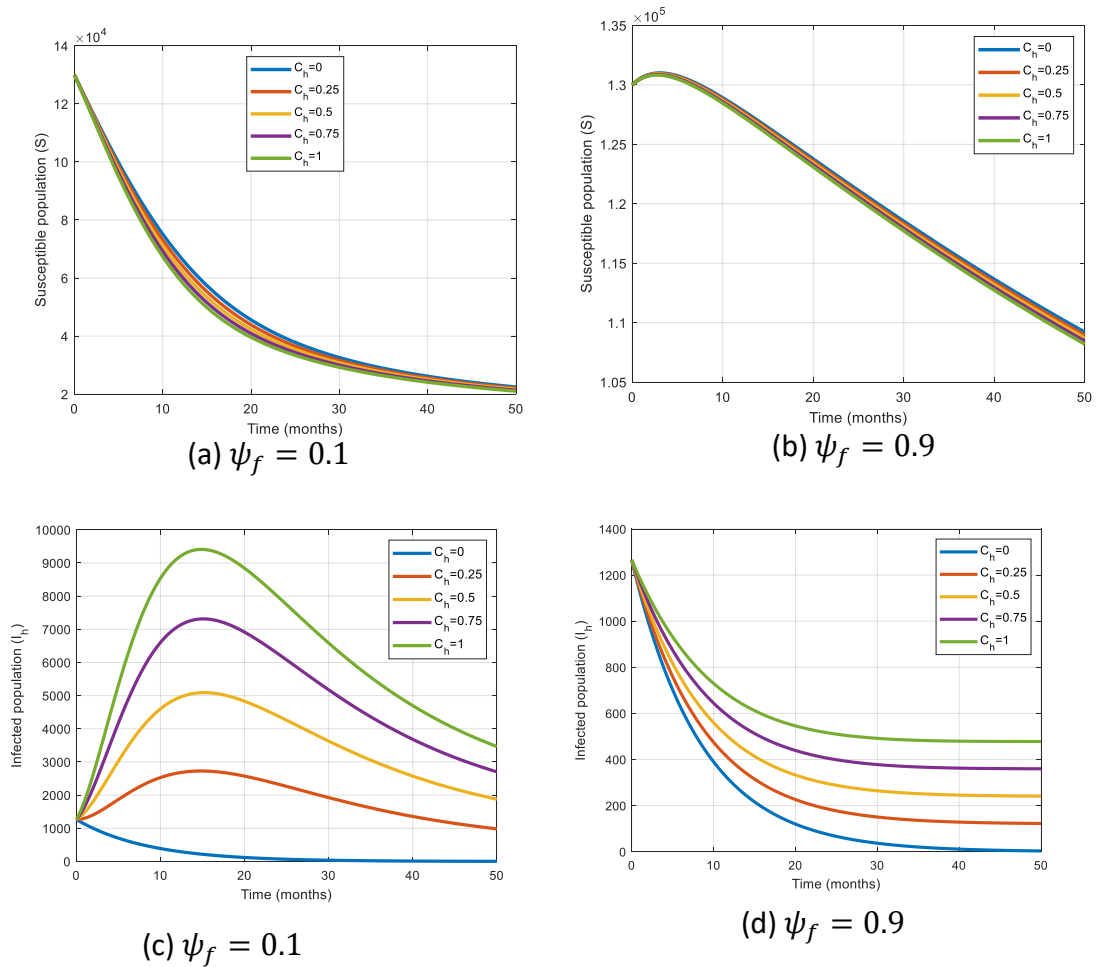 ×10⁴
14
12
10
8
6
4
2
0 10 20 30 40 50
Susceptible population (S)
Time (months)
C_h=0
C_h=0.25
C_h=0.5
C_h=0.75
C_h=1
(a) ψ_f = 0.1
×10⁵
1.35
1.3
1.25
1.2
1.15
1.1
1.05
0 10 20 30 40 50
Susceptible population (S)
Time (months)
C_h=0
C_h=0.25
C_h=0.5
C_h=0.75
C_h=1
(b) ψ_f = 0.9
10000
9000
8000
7000
6000
5000
4000
3000
2000
1000
0
0 10 20 30 40 50
Infected population (I_h)
Time (months)
C_h=0
C_h=0.25
C_h=0.5
C_h=0.75
C_h=1
(c) ψ_f = 0.1
1400
1200
1000
800
600
400
200
0
0 10 20 30 40 50
Infected population (I_h)
Time (months)
C_h=0
C_h=0.25
C_h=0.5
C_h=0.75
C_h=1
(d) ψ_f = 0.9